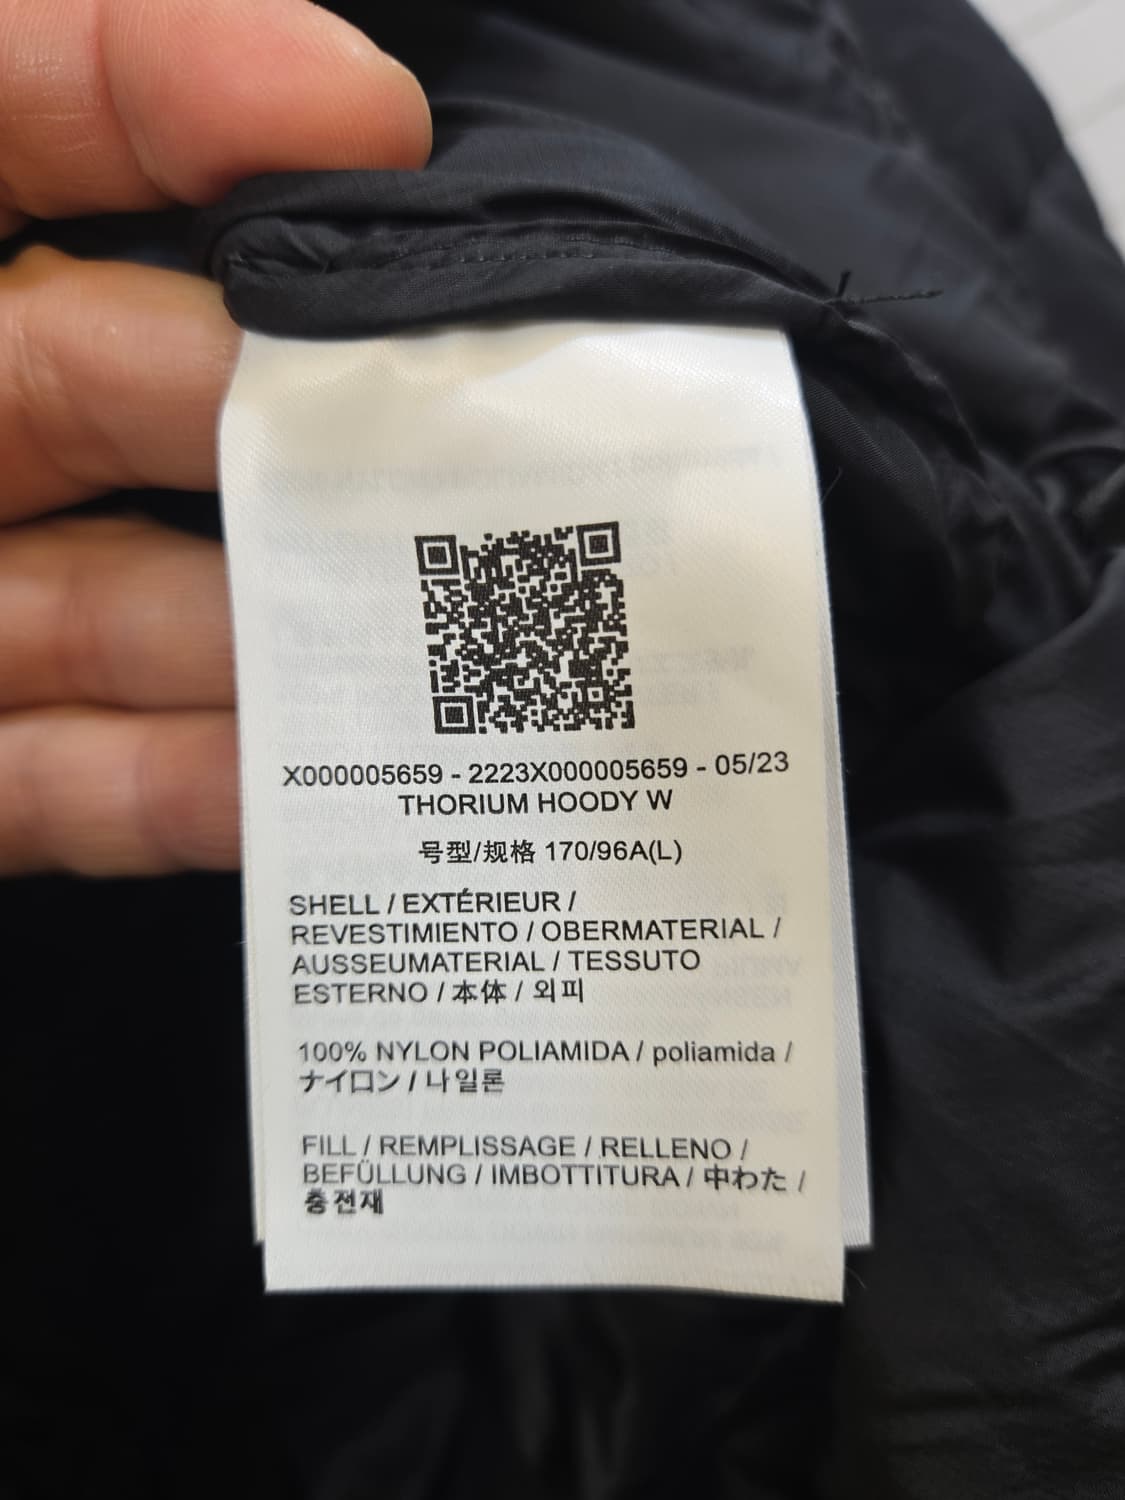 X000005659 - 2223X000005659 - 05/23
THORIUM HOODY W
号型/规格 170/96A(L)
SHELL / EXTÉRIEUR /
REVESTIMIENTO / OBERMATERIAL /
AUSSEUMATERIAL / TESSUTO
ESTERNO / 本体 / 외피
100% NYLON POLIAMIDA / poliamida /
ナイロン / 나일론
FILL / REMPLISSAGE / RELLENO /
BEFÜLLUNG / IMBOTTITURA / 中わた /
충전재